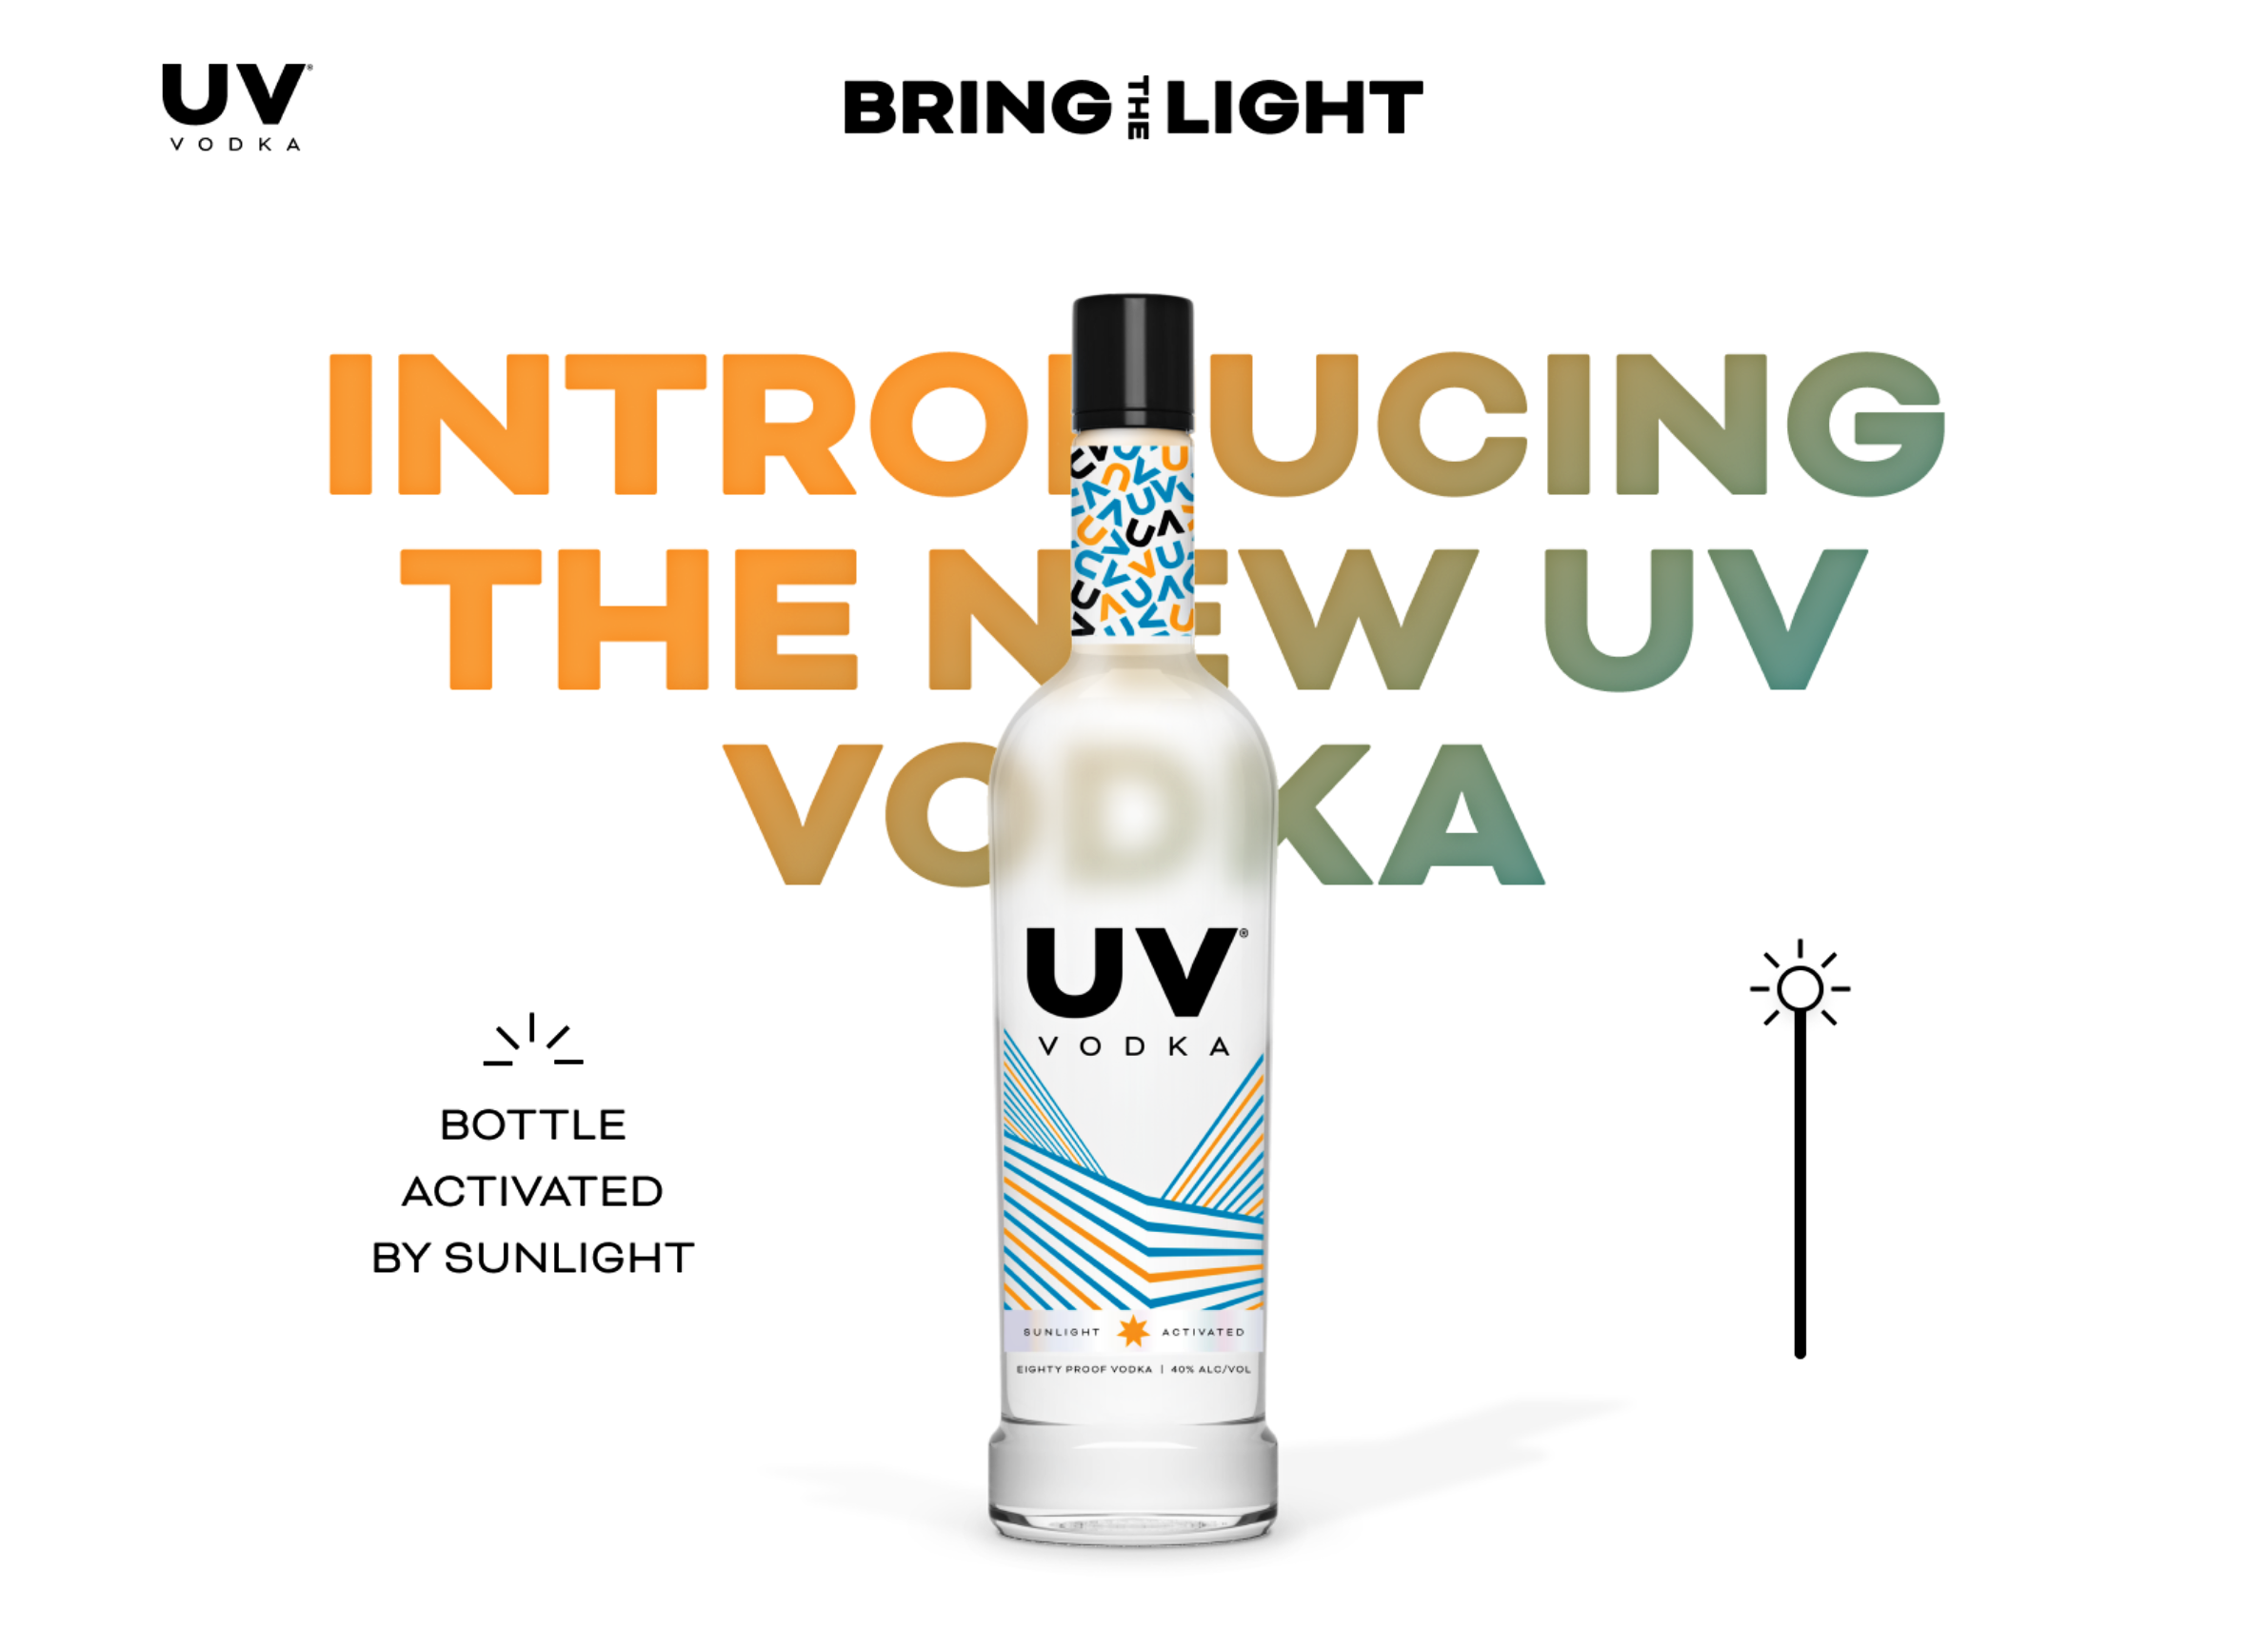 UV®
VODKA
BRING THE LIGHT
INTRODUCING
THE NEW UV
VODKA
UV®
VODKA
BOTTLE
ACTIVATED
BY SUNLIGHT
SUNLIGHT ACTIVATED
EIGHTY PROOF VODKA | 40% ALC/VOL